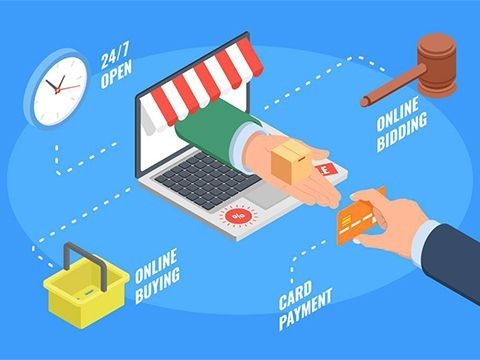 24/7
OPEN
ONLINE
BIDDING
£
%
ONLINE
BUYING
CARD
PAYMENT